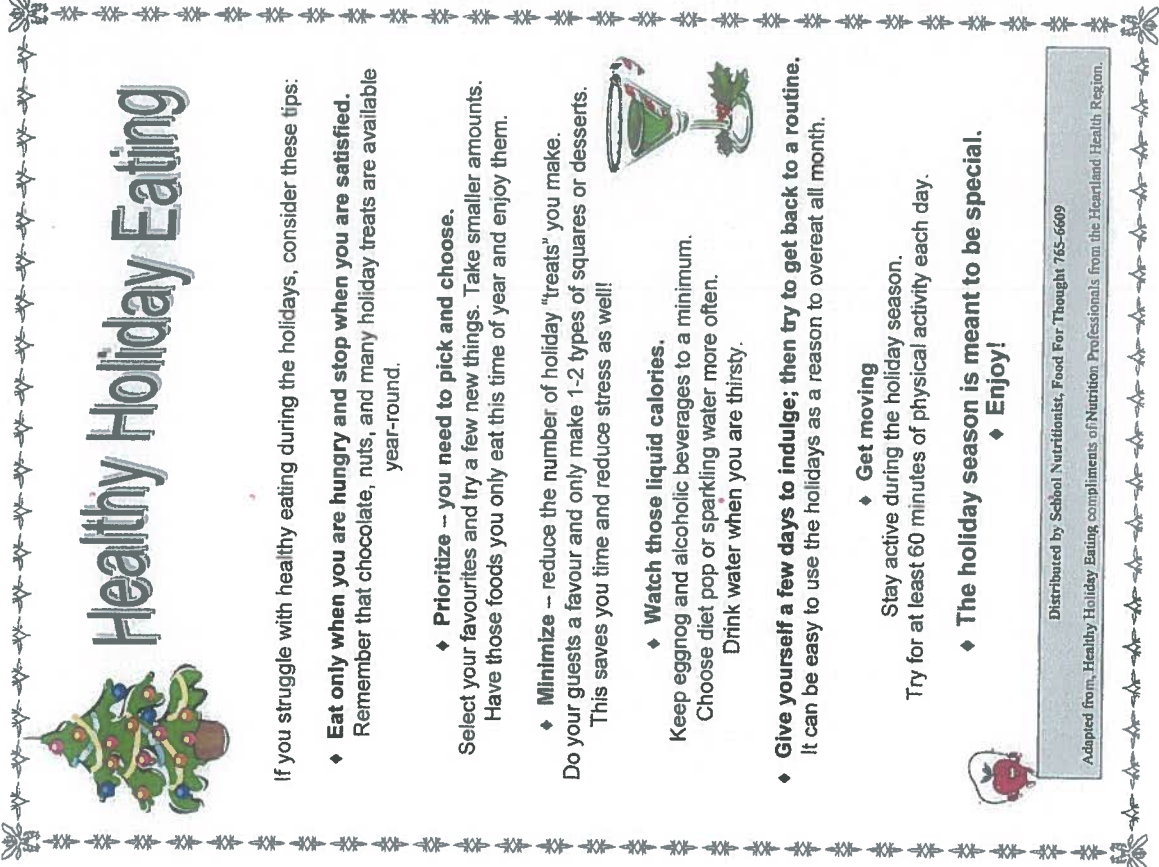 Healthy Holiday Eating
If you struggle with healthy eating during the holidays, consider these tips:
♦ Eat only when you are hungry and stop when you are satisfied.
Remember that chocolate, nuts, and many holiday treats are available
year-round.
♦ Prioritize – you need to pick and choose.
Select your favourites and try a few new things. Take smaller amounts.
Have those foods you only eat this time of year and enjoy them.
♦ Minimize – reduce the number of holiday “treats” you make.
Do your guests a favour and only make 1-2 types of squares or desserts.
This saves you time and reduce stress as well!
♦ Watch those liquid calories.
Keep eggnog and alcoholic beverages to a minimum.
Choose diet pop or sparkling water more often.
Drink water when you are thirsty.
♦ Give yourself a few days to indulge; then try to get back to a routine.
It can be easy to use the holidays as a reason to overeat all month.
♦ Get moving
Stay active during the holiday season.
Try for at least 60 minutes of physical activity each day.
♦ The holiday season is meant to be special.
♦ Enjoy!
Distributed by School Nutritionist, Food For Thought 765-6609
Adapted from, Healthy Holiday Eating compliments of Nutrition Professionals from the Heartland Health Region.